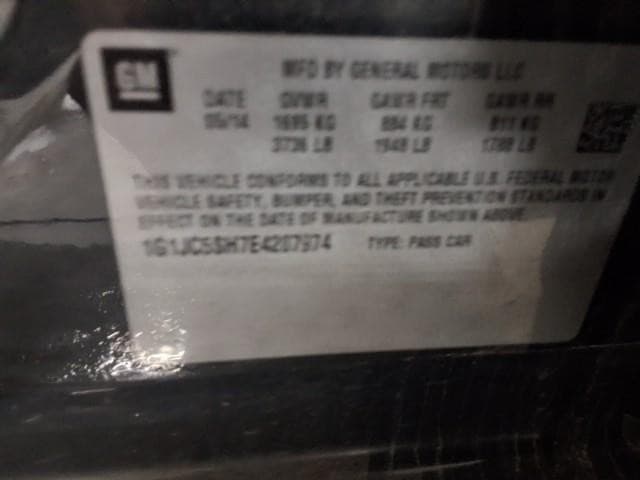 GM
MFD BY GENERAL MOTORS LLC
DATE GVWR GAWR FRT GAWR RR
05/14 1695 KG 884 KG 811 KG
3736 LB 1948 LB 1788 LB
THIS VEHICLE CONFORMS TO ALL APPLICABLE U.S. FEDERAL MOTOR
VEHICLE SAFETY, BUMPER, AND THEFT PREVENTION STANDARDS IN
EFFECT ON THE DATE OF MANUFACTURE SHOWN ABOVE.
1G1JC5SH7E4207974 TYPE: PASS CAR